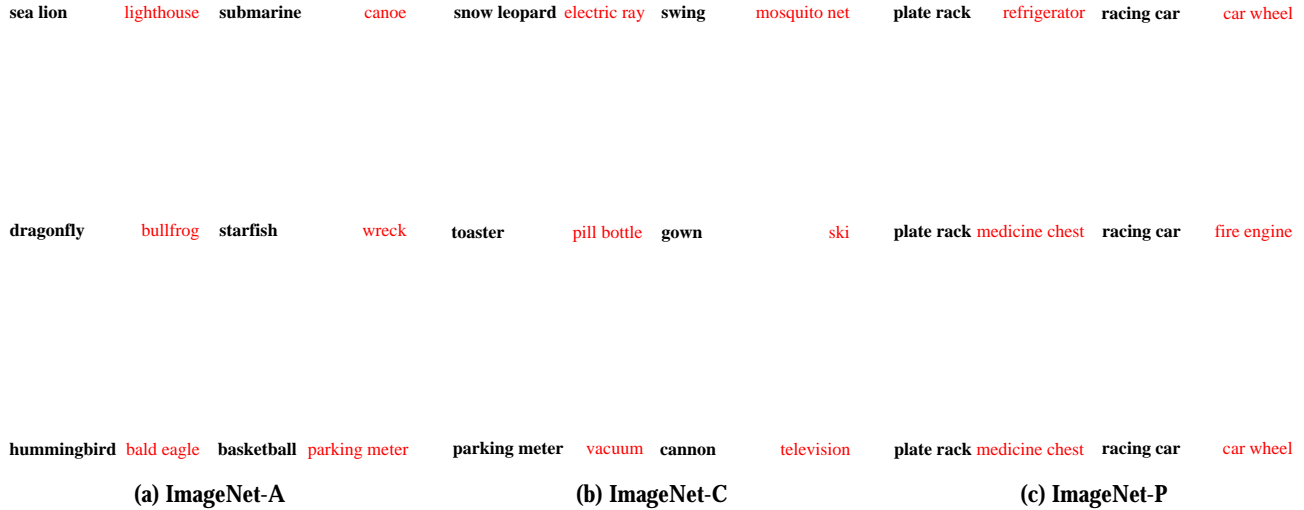 sea lion lighthouse submarine canoe snow leopard electric ray swing mosquito net plate rack refrigerator racing car car wheel
dragonfly bullfrog starfish wreck toaster pill bottle gown ski plate rack medicine chest racing car fire engine
hummingbird bald eagle basketball parking meter parking meter vacuum cannon television plate rack medicine chest racing car car wheel
(a) ImageNet-A (b) ImageNet-C (c) ImageNet-P